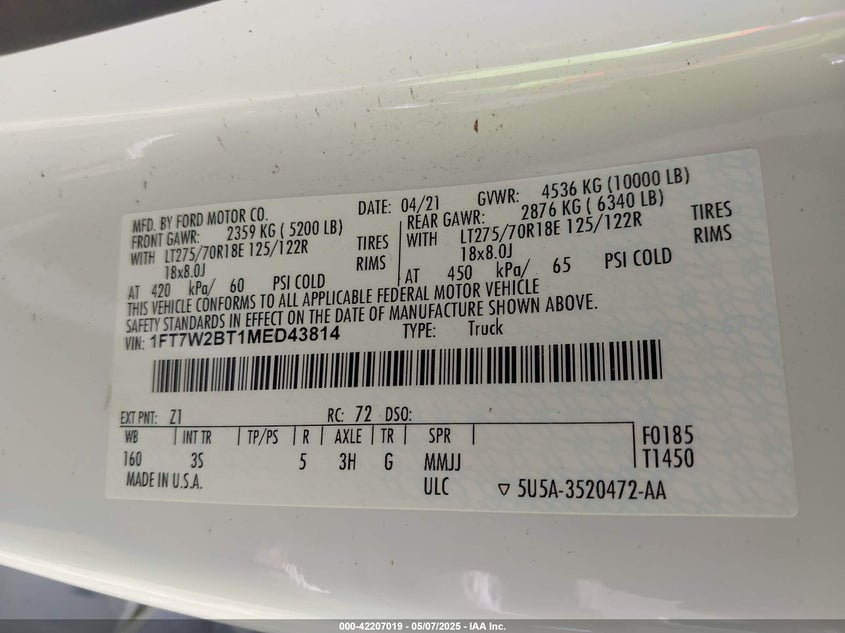 MFD. BY FORD MOTOR CO. DATE: 04/21 GVWR: 4536 KG (10000 LB)
FRONT GAWR: 2359 KG ( 5200 LB) REAR GAWR: 2876 KG ( 6340 LB)
WITH LT275/70R18E 125/122R TIRES WITH LT275/70R18E 125/122R TIRES
18x8.0J RIMS 18x8.0J RIMS
AT 420 kPa/ 60 PSI COLD AT 450 kPa/ 65 PSI COLD
THIS VEHICLE CONFORMS TO ALL APPLICABLE FEDERAL MOTOR VEHICLE
SAFETY STANDARDS IN EFFECT ON THE DATE OF MANUFACTURE SHOWN ABOVE.
VIN: 1FT7W2BT1MED43814 TYPE: Truck
EXT PNT: Z1 RC: 72 DSO:
WB INT TR TP/PS R AXLE TR SPR F0185
160 3S 5 3H G MMJJ T1450
MADE IN U.S.A. ULC ▽ 5U5A-3520472-AA
000-42207019 - 05/07/2025 - IAA Inc.